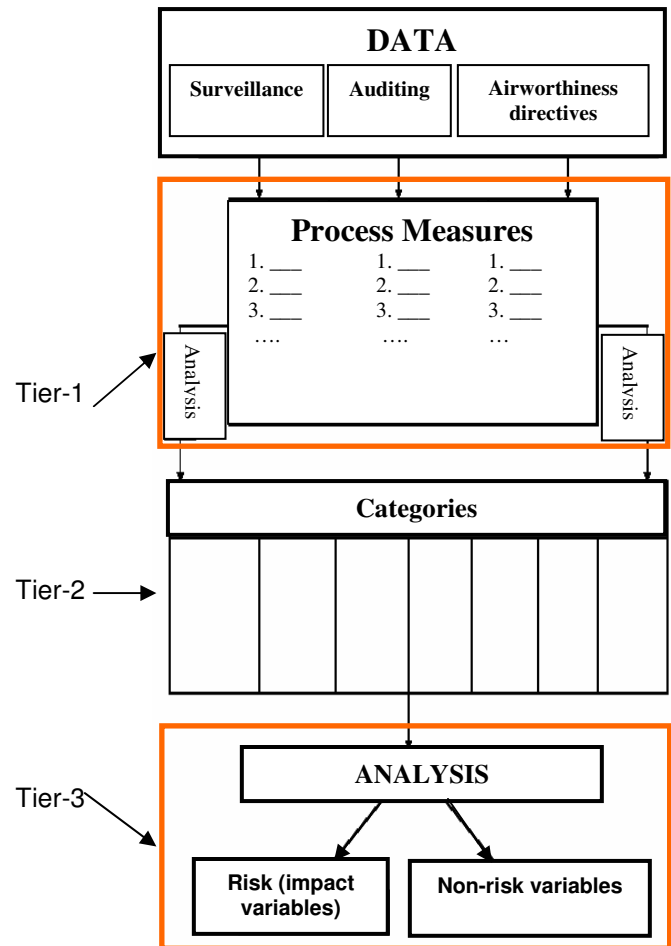 DATA
Surveillance
Auditing
Airworthiness
directives
Process Measures
1. ___ 1. ___ 1. ___
2. ___ 2. ___ 2. ___
3. ___ 3. ___ 3. ___
…. …. …
Analysis
Analysis
Tier-1
Categories
Tier-2
ANALYSIS
Tier-3
Risk (impact
variables)
Non-risk variables